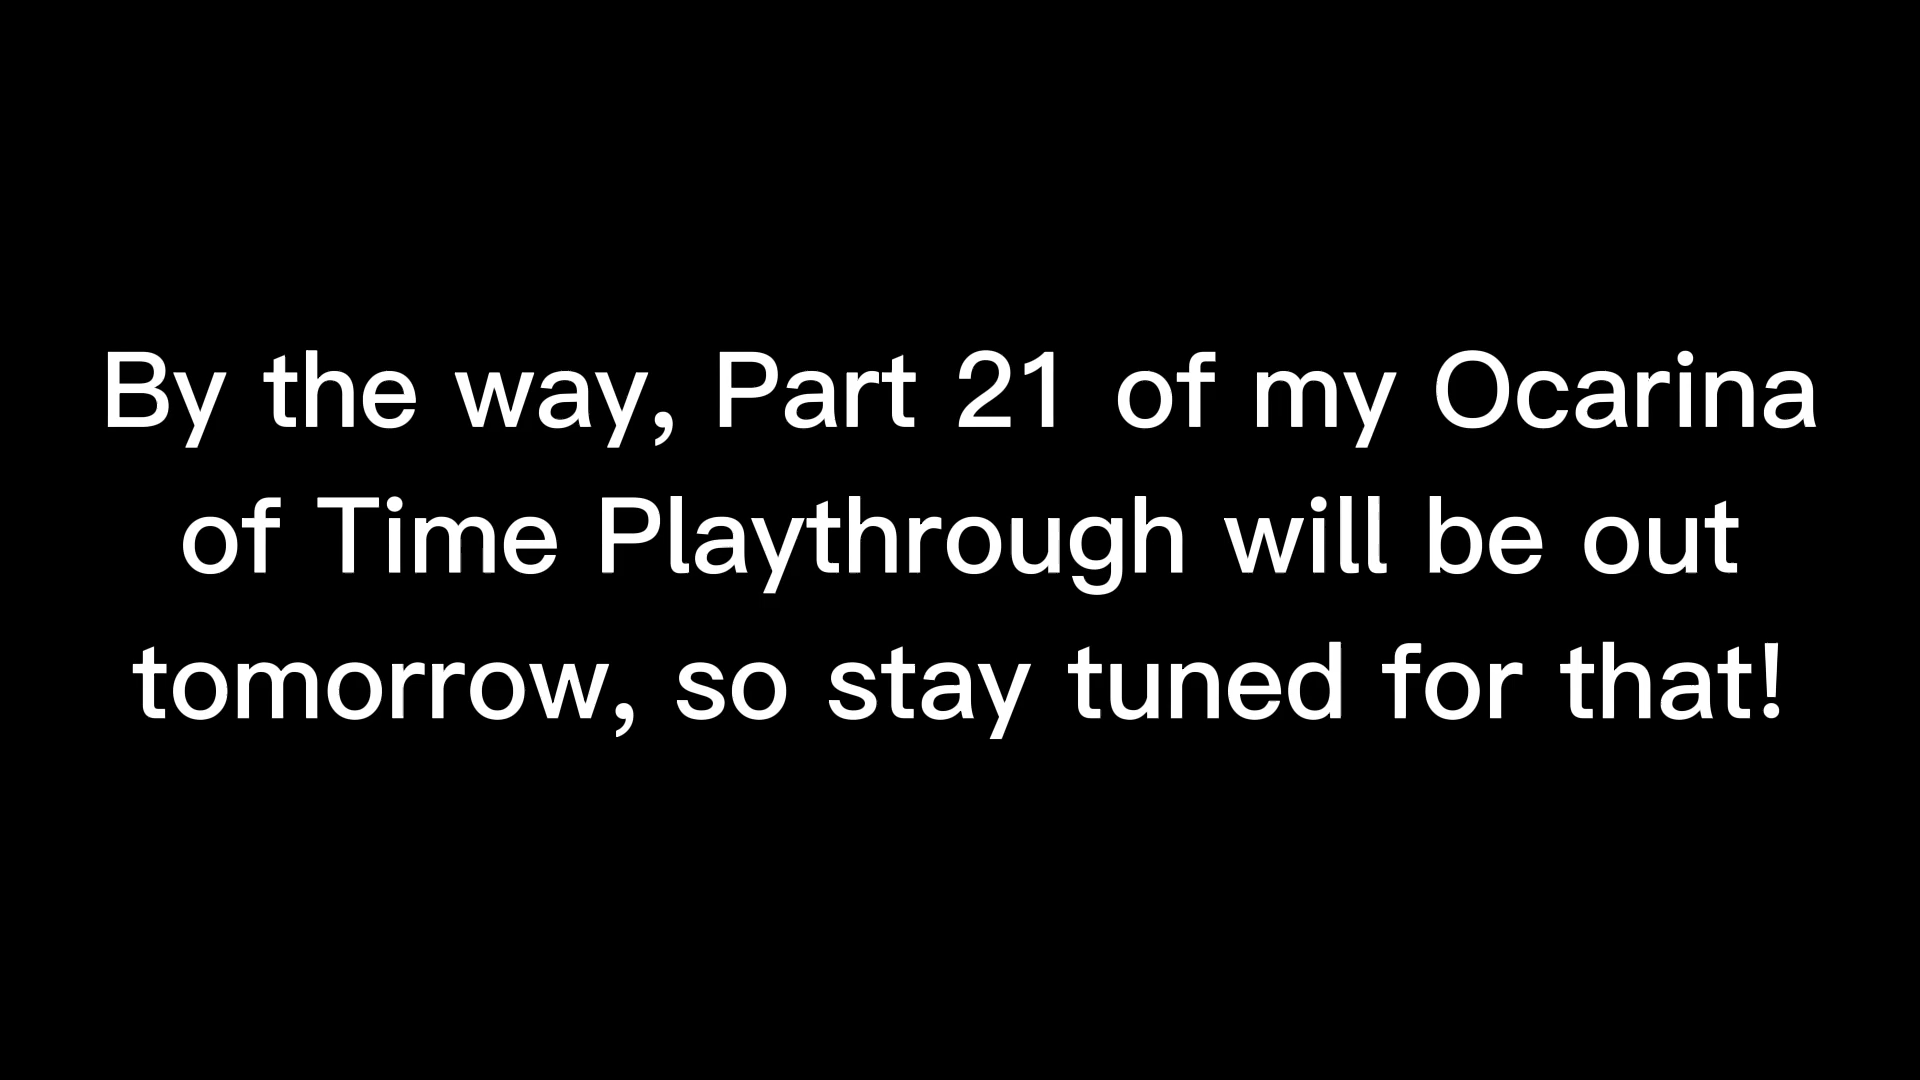 By the way, Part 21 of my Ocarina
of Time Playthrough will be out
tomorrow, so stay tuned for that!